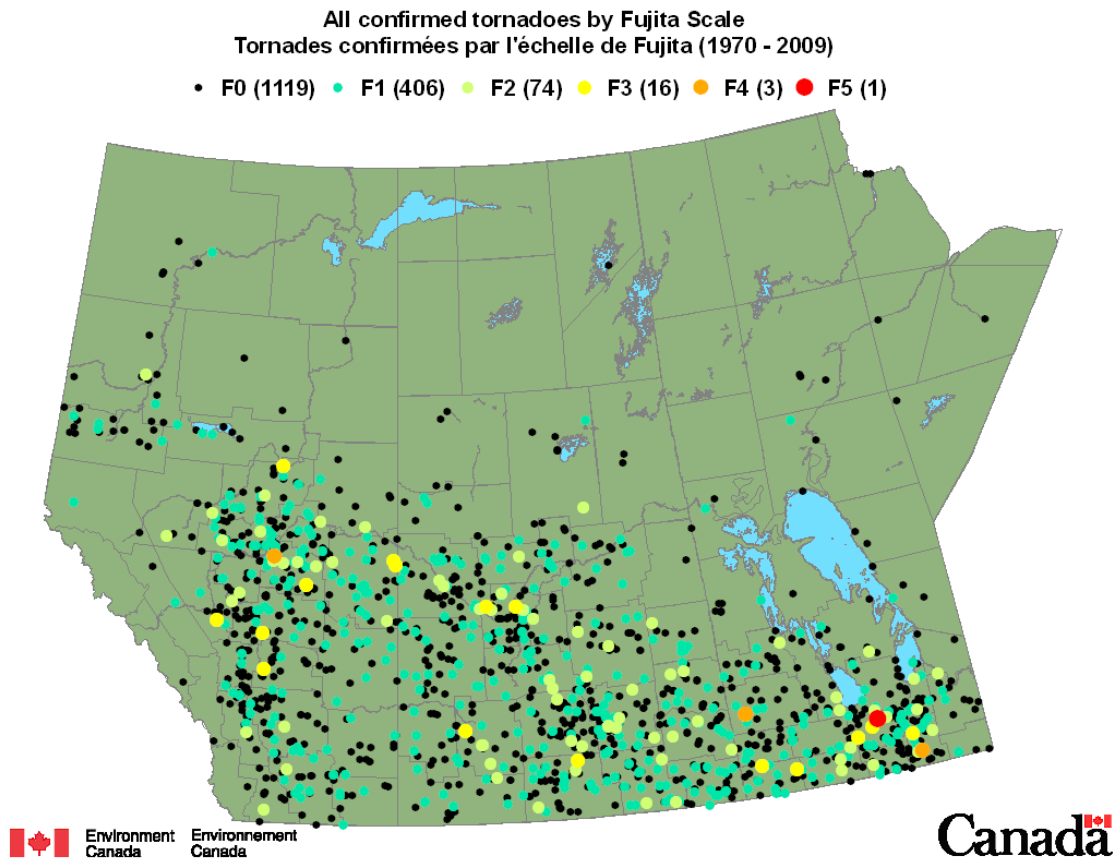 All confirmed tornadoes by Fujita Scale
Tornades confirmées par l'échelle de Fujita (1970 - 2009)
F0 (1119) F1 (406) F2 (74) F3 (16) F4 (3) F5 (1)
Environment Environnement
Canada Canada
Canada